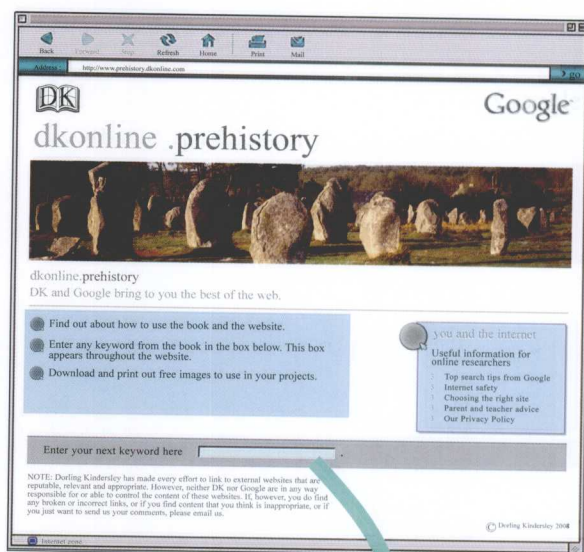 Back Forward Stop Refresh Home Print Mail
Address : http://www.prehistory.dkonline.com go
DK
Google
dkonline .prehistory
dkonline.prehistory
DK and Google bring to you the best of the web.
Find out about how to use the book and the website.
Enter any keyword from the book in the box below. This box
appears throughout the website.
Download and print out free images to use in your projects.
you and the internet
Useful information for
online researchers
Top search tips from Google
Internet safety
Choosing the right site
Parent and teacher advice
Our Privacy Policy
Enter your next keyword here
NOTE: Dorling Kindersley has made every effort to link to external websites that are
reputable, relevant and appropriate. However, neither DK nor Google are in any way
responsible for or able to control the content of these websites. If, however, you do find
any broken or incorrect links, or if you find content that you think is inappropriate, or if
you just want to send us your comments, please email us.
© Dorling Kindersley
Internet zone